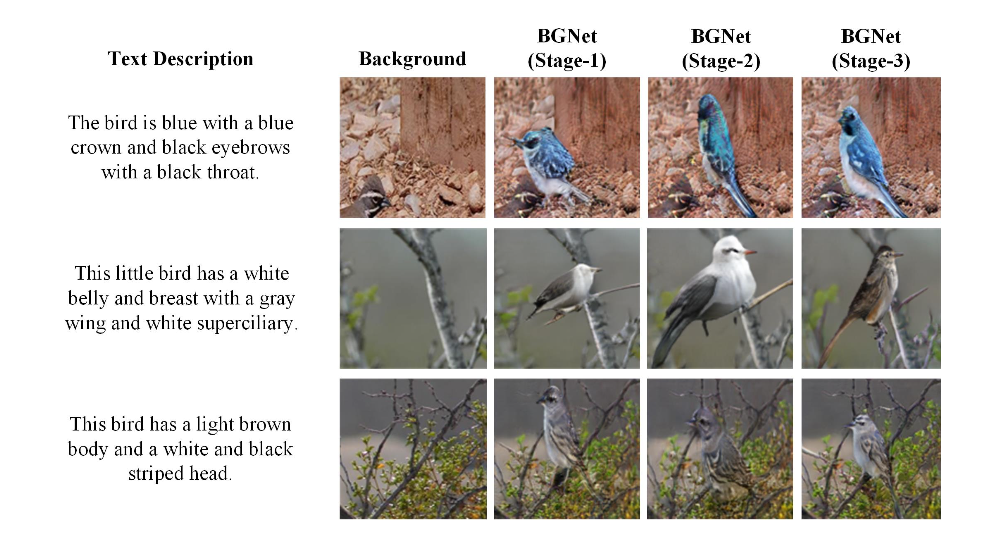 Text Description
Background
BGNet
(Stage-1)
BGNet
(Stage-2)
BGNet
(Stage-3)
The bird is blue with a blue
crown and black eyebrows
with a black throat.
This little bird has a white
belly and breast with a gray
wing and white superciliary.
This bird has a light brown
body and a white and black
striped head.